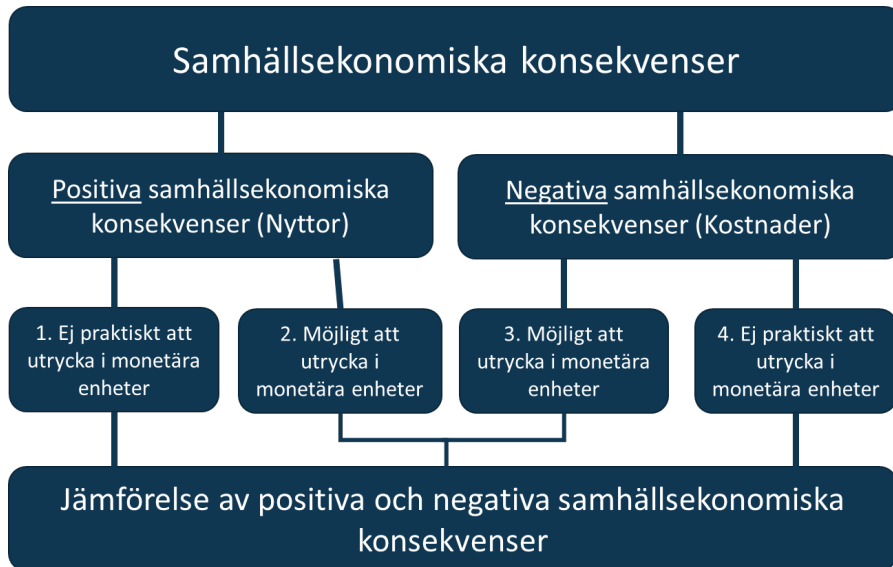 Samhällsekonomiska konsekvenser
Positiva samhällsekonomiska
konsekvenser (Nyttor)
Negativa samhällsekonomiska
konsekvenser (Kostnader)
1. Ej praktiskt att
utrycka i monetära
enheter
2. Möjligt att
utrycka i
monetära enheter
3. Möjligt att
utrycka i monetära
enheter
4. Ej praktiskt att
utrycka i
monetära enheter
Jämförelse av positiva och negativa samhällsekonomiska
konsekvenser